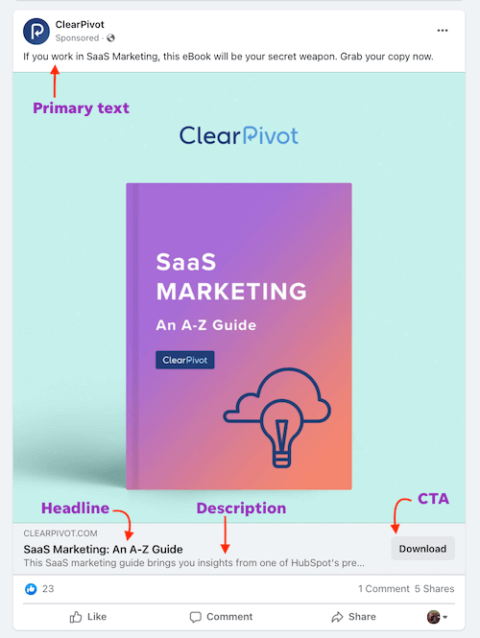 ClearPivot
Sponsored ·
If you work in SaaS Marketing, this eBook will be your secret weapon. Grab your copy now.
Primary text
ClearPivot
SaaS
MARKETING
An A-Z Guide
ClearPivot
Headline
Description
CTA
CLEARPIVOT.COM
SaaS Marketing: An A-Z Guide
This SaaS marketing guide brings you insights from one of HubSpot's pre...
Download
23
1 Comment 5 Shares
Like
Comment
Share